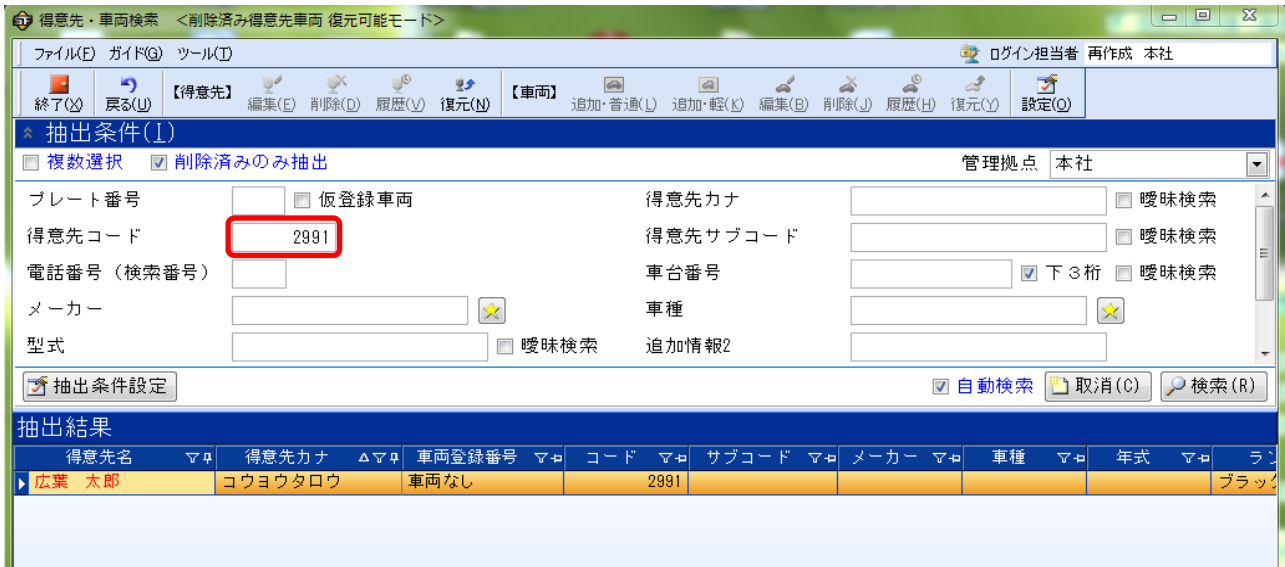 得意先・車両検索 <削除済み得意先車両 復元可能モード>
ファイル(F) ガイド(G) ツール(T) ログイン担当者 再作成 本社
終了(X) 戻る(U) 【得意先】 編集(E) 削除(D) 履歴(V) 復元(N) 【車両】 追加・普通(L) 追加・軽(K) 編集(B) 削除(J) 履歴(H) 復元(Y) 設定(O)
抽出条件(I)
複数選択 削除済みのみ抽出 管理拠点 本社
プレート番号 仮登録車両 得意先カナ 曖昧検索
得意先コード 2991 得意先サブコード 曖昧検索
電話番号（検索番号） 車台番号 下３桁 曖昧検索
メーカー 車種
型式 曖昧検索 追加情報2
抽出条件設定 自動検索 取消(C) 検索(R)
抽出結果
得意先名 得意先カナ 車両登録番号 コード サブコード メーカー 車種 年式 ラン
広葉 太郎 コウヨウタロウ 車両なし 2991 ブラック